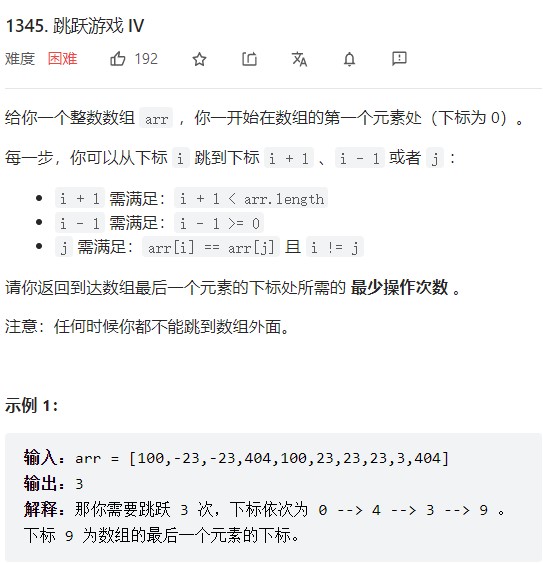 1345. 跳跃游戏 IV
难度 困难 192
给你一个整数数组 arr ，你一开始在数组的第一个元素处（下标为 0）。
每一步，你可以从下标 i 跳到下标 i + 1 、 i - 1 或者 j ：
i + 1 需满足：i + 1 < arr.length
i - 1 需满足：i - 1 >= 0
j 需满足：arr[i] == arr[j] 且 i != j
请你返回到达数组最后一个元素的下标处所需的 最少操作次数 。
注意：任何时候你都不能跳到数组外面。
示例 1：
输入：arr = [100,-23,-23,404,100,23,23,23,3,404]
输出：3
解释：那你需要跳跃 3 次，下标依次为 0 --> 4 --> 3 --> 9 。
下标 9 为数组的最后一个元素的下标。